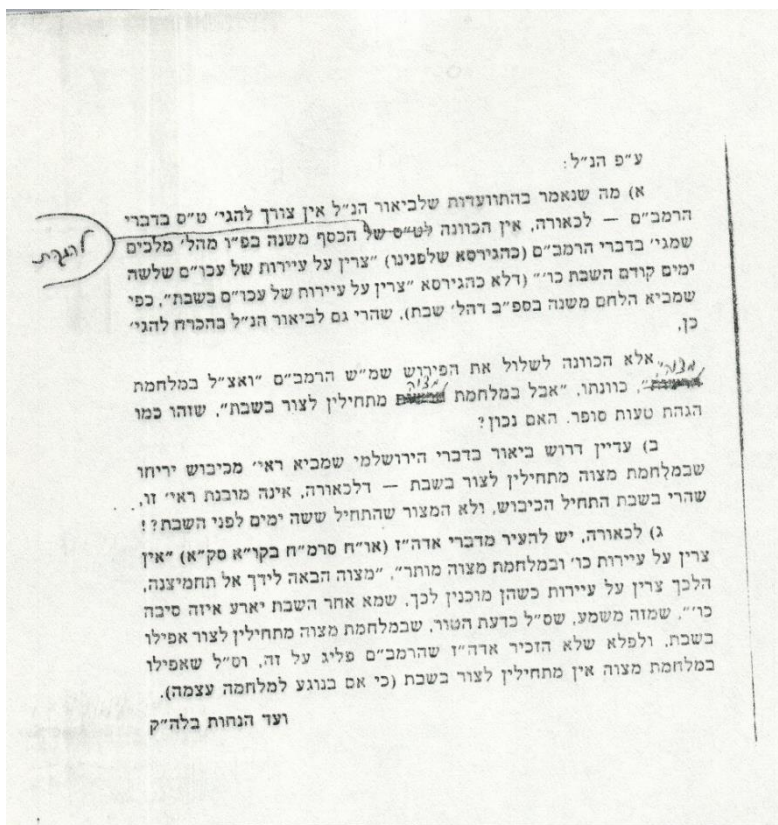 ע״פ הנ״ל:
א) מה שנאמר בהתוועדות שלביאור הנ״ל אין צורך להגי׳ ט״ס בדברי
הרמב״ם — לכאורה, אין הכוונה לט״ס של הכסף משנה בפ״ו מהל׳ מלכים
להגהת
שמגי׳ בדברי הרמב״ם (כהגירסא שלפנינו) ״צרין על עיירות של עכו״ם שלשה
ימים קודם השבת כו׳״ (דלא כהגירסא ״צרין על עיירות של עכו״ם בשבת״, כפי
שמביא הלחם משנה בספ״ב דהל׳ שבת), שהרי גם לביאור הנ״ל בהכרח להגי׳
כן,
אלא הכוונה לשלול את הפירוש שמ״ש הרמב״ם ״ואצ״ל במלחמת
מצוה״, כוונתו, ״אבל במלחמת מצוה מתחילין לצור בשבת״, שזהו כמו
הגהת טעות סופר. האם נכון?
ב) עדיין דרוש ביאור בדברי הירושלמי שמביא ראי׳ מכיבוש יריחו
שבמלחמת מצוה מתחילין לצור בשבת — דלכאורה, אינה מובנת ראי׳ זו,
שהרי בשבת התחיל הכיבוש, ולא המצור שהתחיל ששה ימים לפני השבת?!
ג) לכאורה, יש להעיר מדברי אדה״ז (או״ח סרמ״ח בקו״א סק״א) ״אין
צרין על עיירות כו׳ ובמלחמת מצוה מותר״, ״מצוה הבאה לידך אל תחמיצנה,
הלכך צרין על עיירות כשהן מוכנין לכך, שמא אחר השבת יארע איזה סיבה
כו׳״, שמזה משמע, שס״ל כדעת הטור, שבמלחמת מצוה מתחילין לצור אפילו
בשבת, ולפלא שלא הזכיר אדה״ז שהרמב״ם פליג על זה, וס״ל שאפילו
במלחמת מצוה אין מתחילין לצור בשבת (כי אם בנוגע למלחמה עצמה).
ועד הנחות בלה״ק